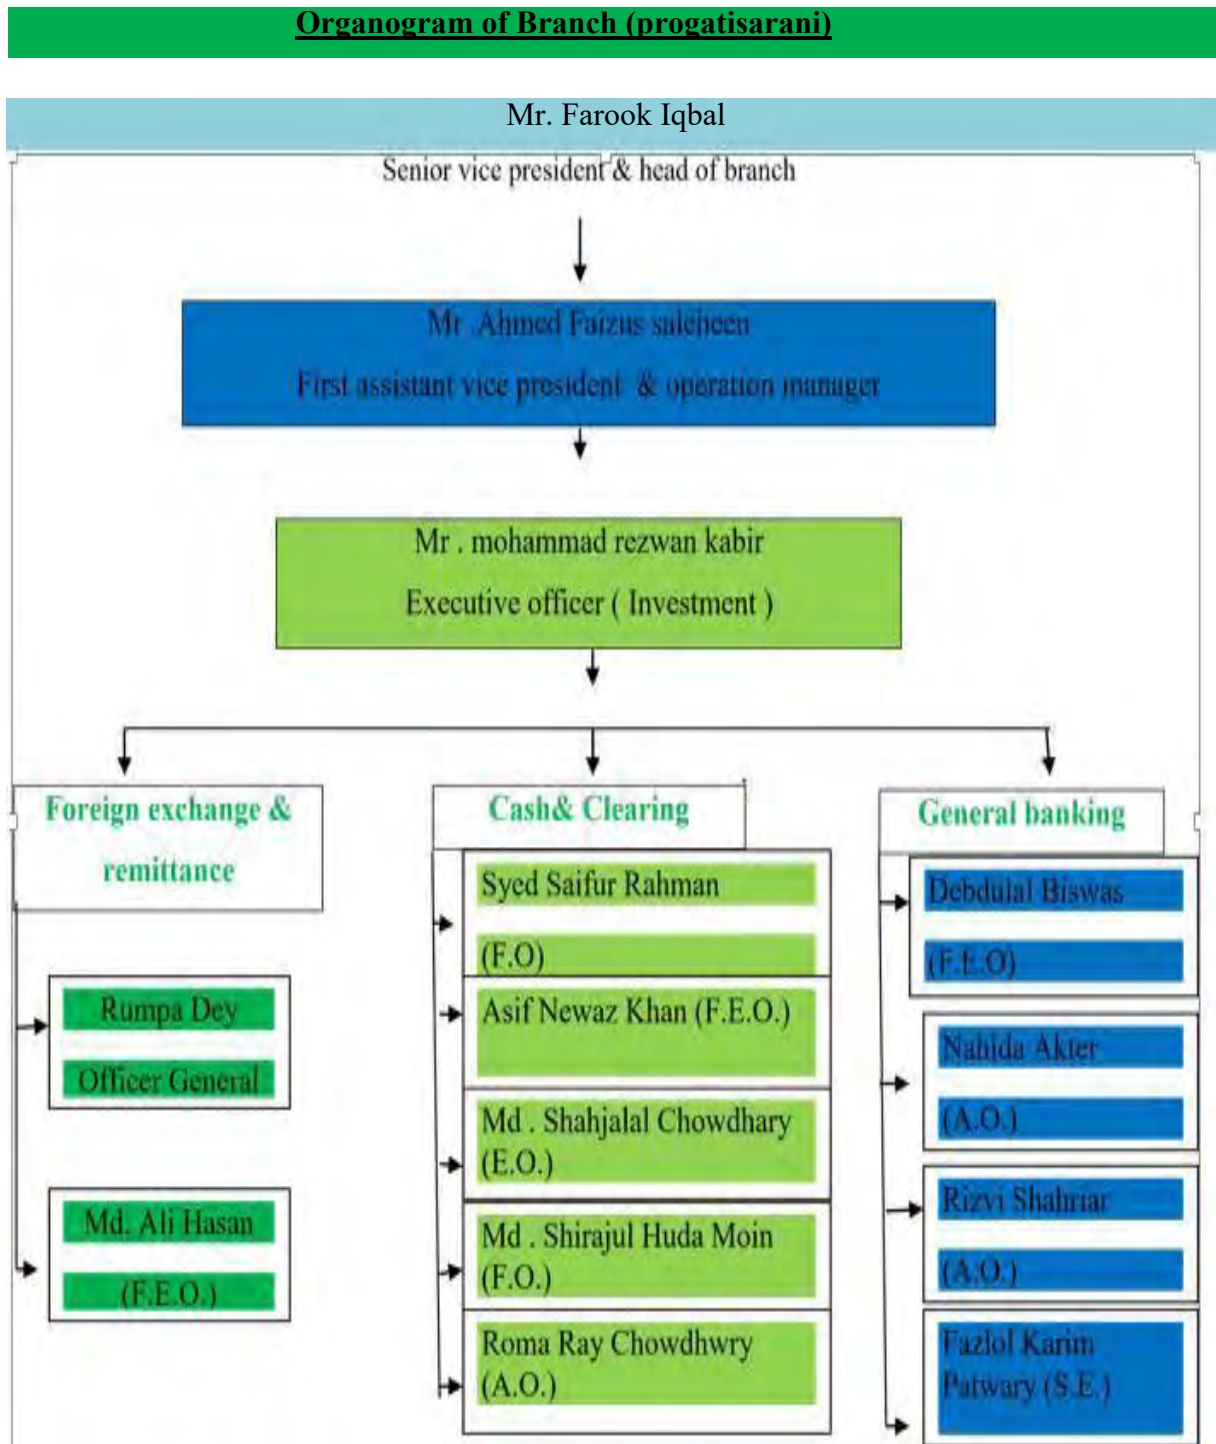 Organogram of Branch (progatisarani)
Mr. Farook Iqbal
Senior vice president & head of branch
Mr .Ahmed Faizus saleheen
First assistant vice president & operation manager
Mr . mohammad rezwan kabir
Executive officer ( Investment )
Foreign exchange &
remittance
Rumpa Dey
Officer General
Md. Ali Hasan
(F.E.O.)
Cash& Clearing
Syed Saifur Rahman
(F.O)
Asif Newaz Khan (F.E.O.)
Md . Shahjalal Chowdhary
(E.O.)
Md . Shirajul Huda Moin
(F.O.)
Roma Ray Chowdhwry
(A.O.)
General banking
Debdulal Biswas
(F.E.O)
Nahida Akter
(A.O.)
Rizvi Shahriar
(A.O.)
Fazlol Karim
Patwary (S.E.)